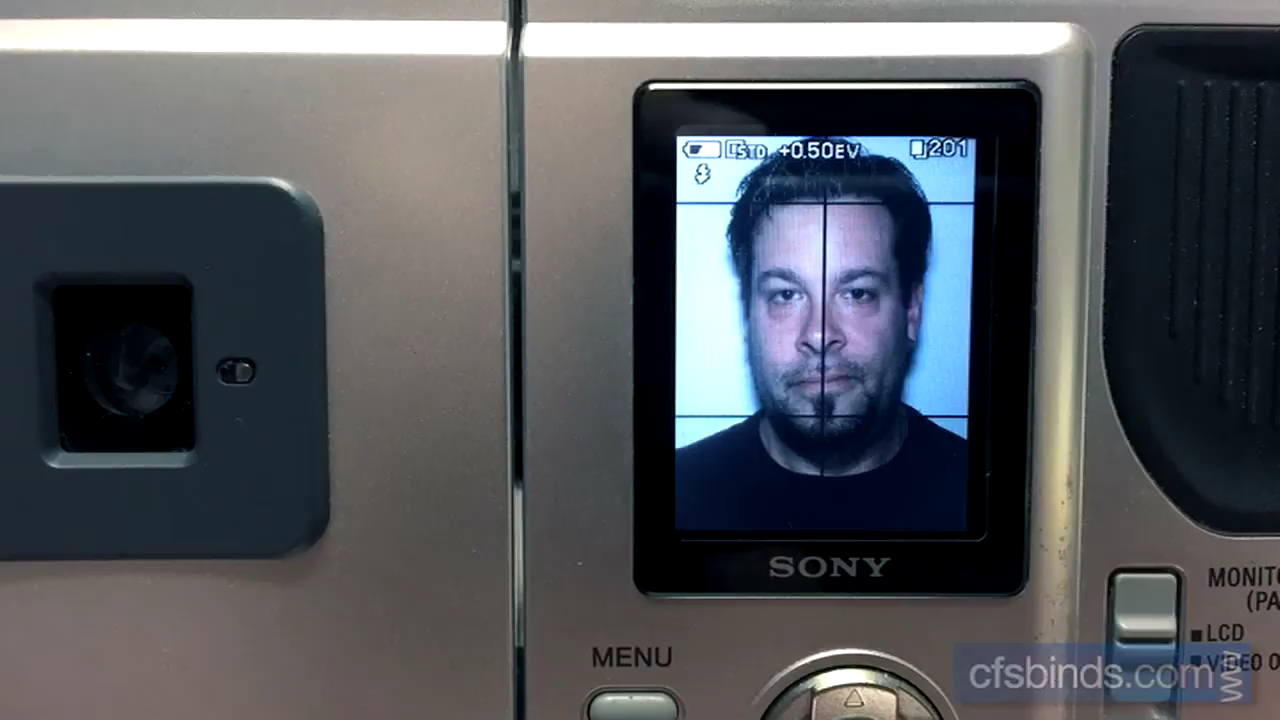 STD +0.50EV 201
SONY
MENU
MONITO
(PA
LCD
VIDEO O
cfsbinds.com